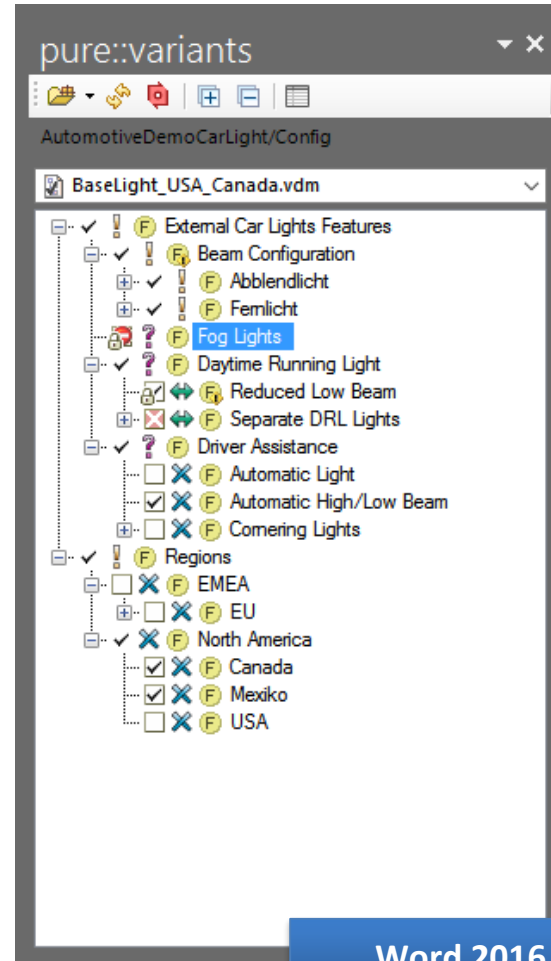 pure::variants
AutomotiveDemoCarLight/Config
BaseLight_USA_Canada.vdm
External Car Lights Features
Beam Configuration
Abblendlicht
Fernlicht
Fog Lights
Daytime Running Light
Reduced Low Beam
Separate DRL Lights
Driver Assistance
Automatic Light
Automatic High/Low Beam
Cornering Lights
Regions
EMEA
EU
North America
Canada
Mexiko
USA
Word 2016